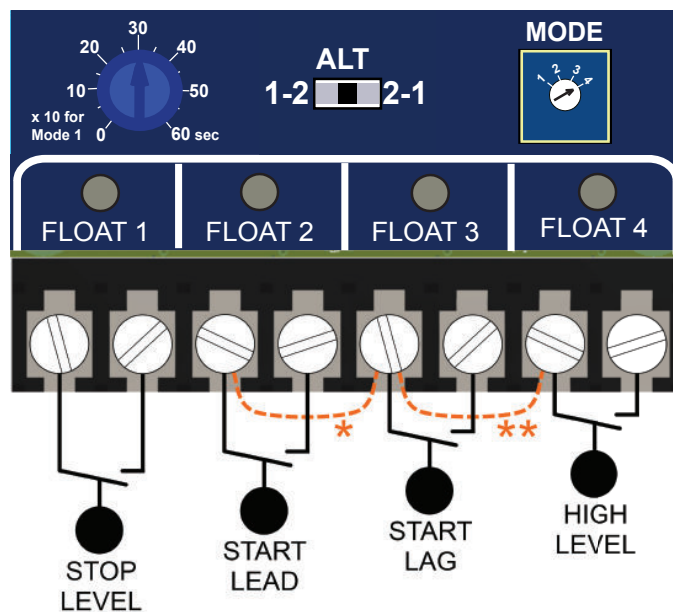 30
20
40
10
50
x 10 for
Mode 1
0
60 sec
ALT
1-2
2-1
MODE
1
2
3
4
FLOAT 1
FLOAT 2
FLOAT 3
FLOAT 4
*
**
STOP
LEVEL
START
LEAD
START
LAG
HIGH
LEVEL